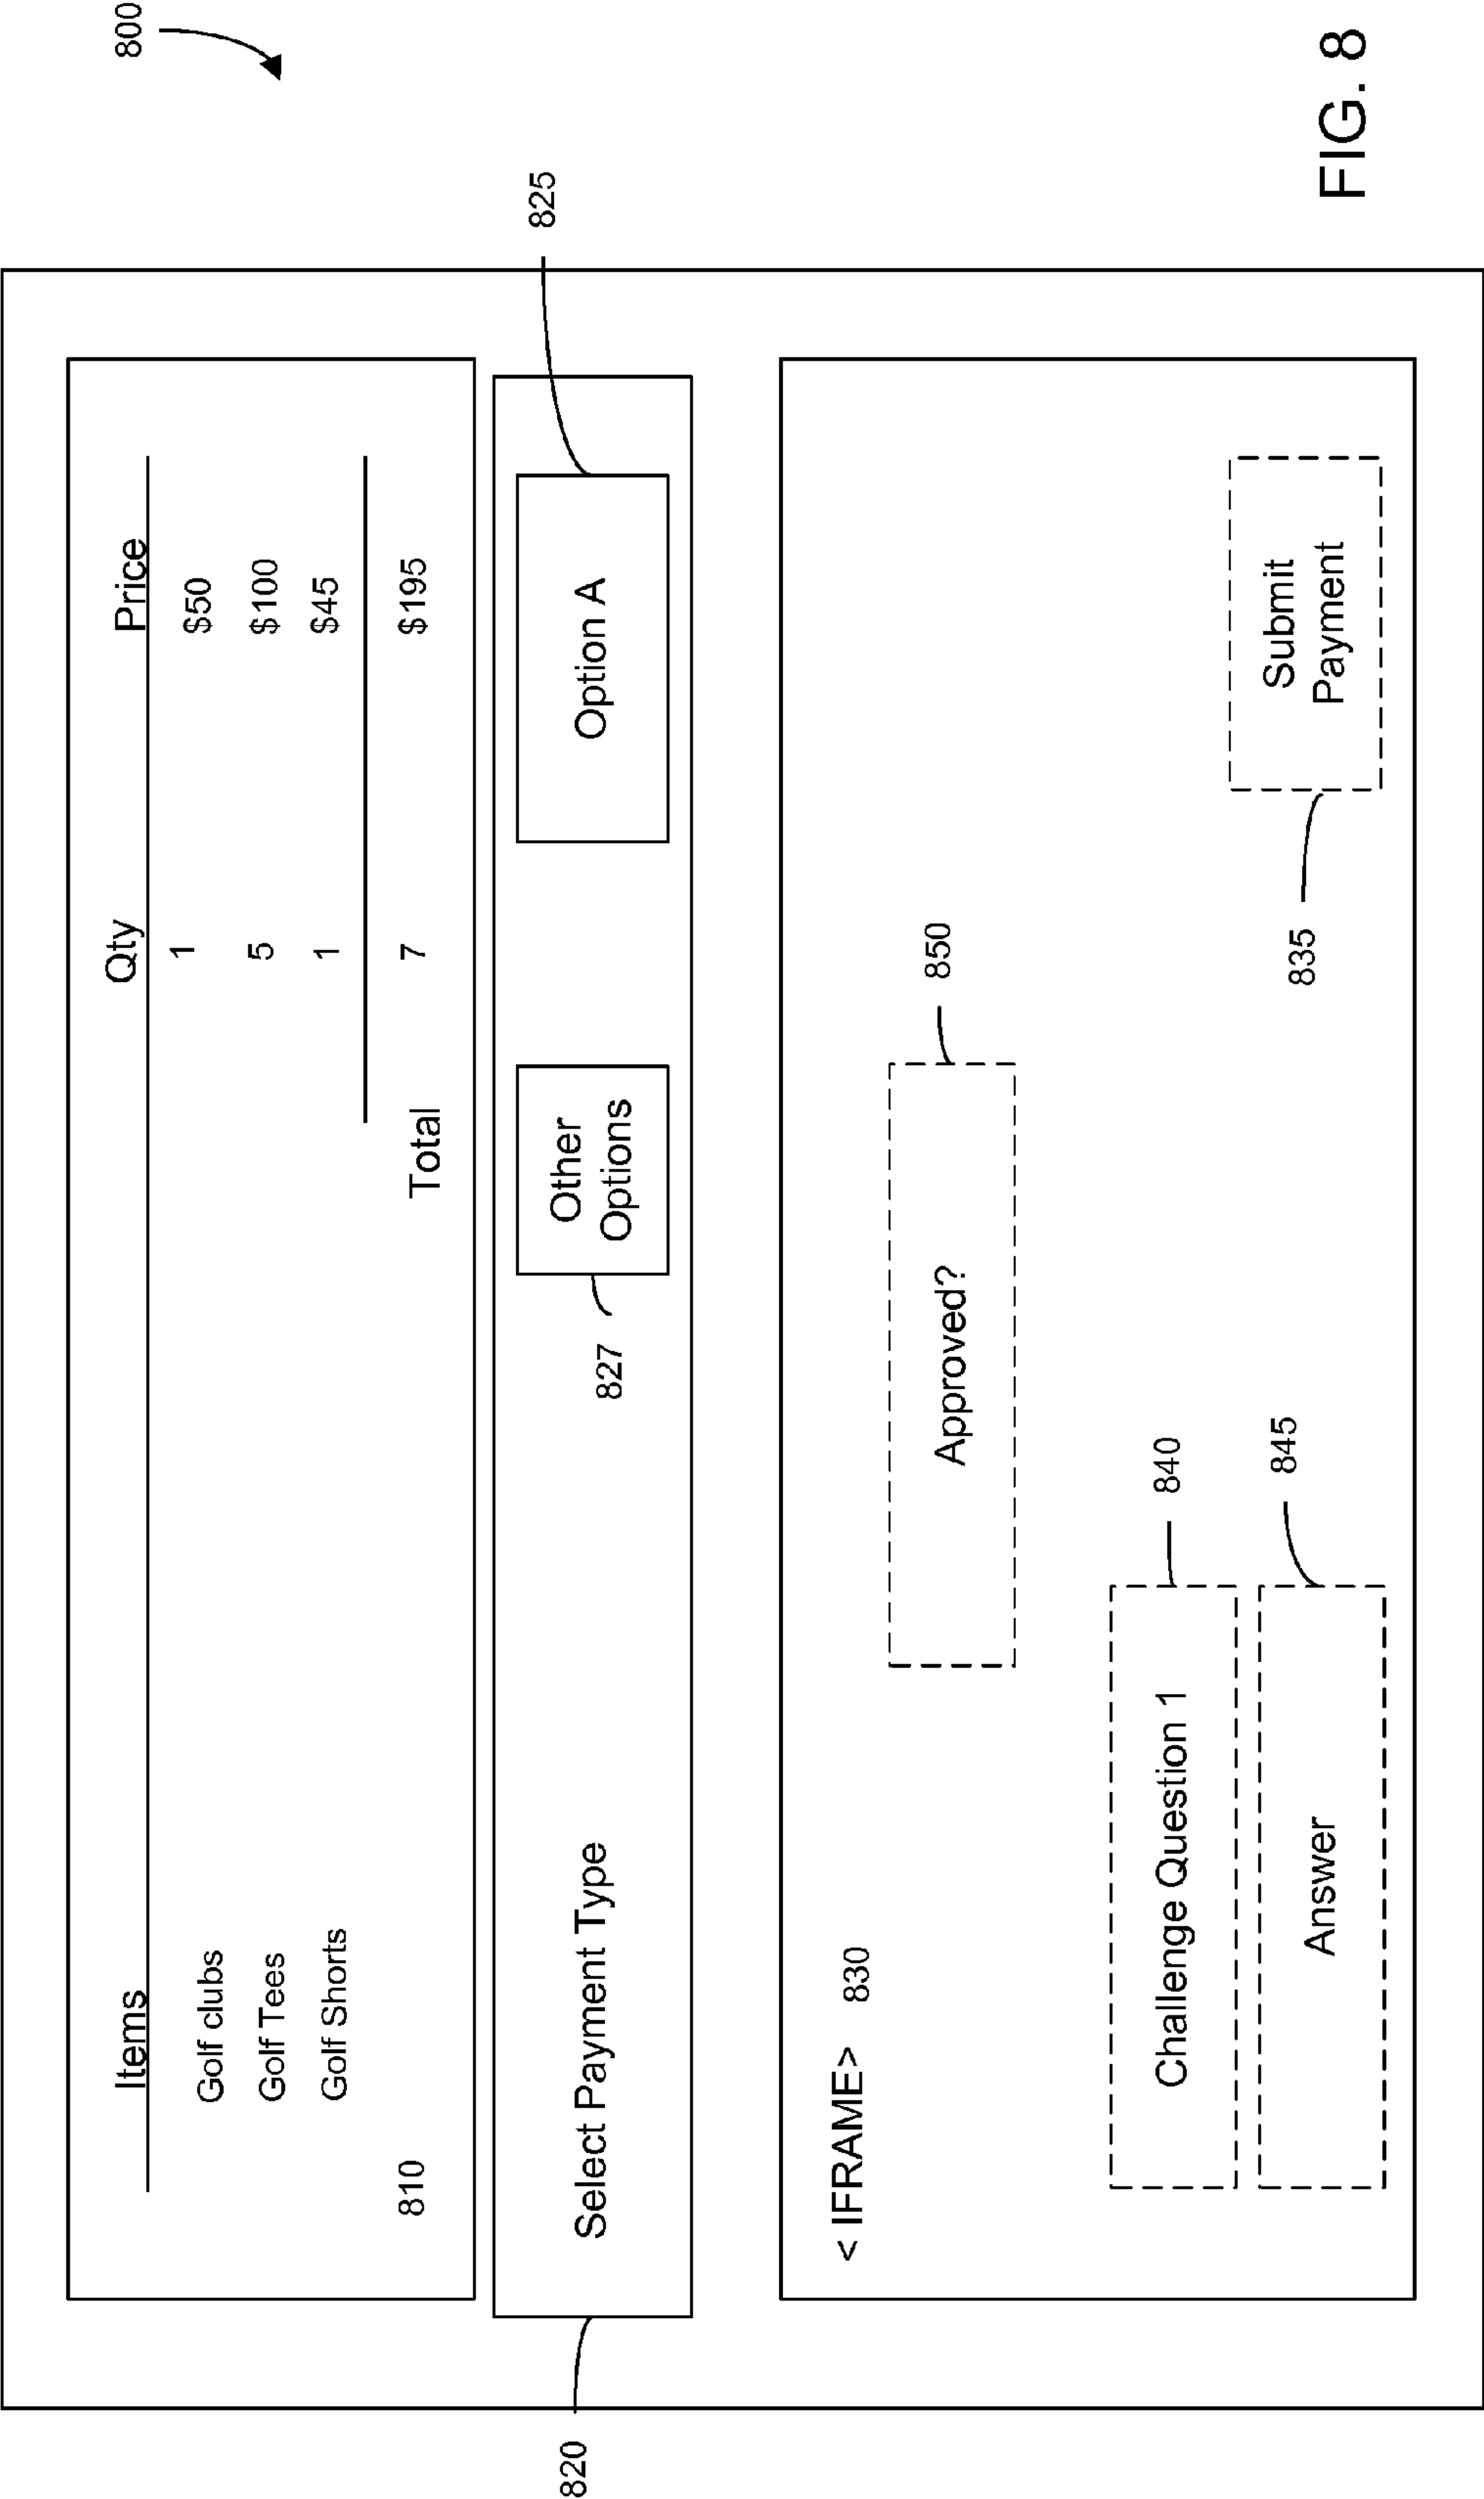 800
Items Qty Price
Golf clubs 1 $50
Golf Tees 5 $100
Golf Shorts 1 $45
810 Total 7 $195
825
820
Select Payment Type
Other
Options
Option A
827
< IFRAME> 830
Approved?
850
Challenge Question 1
840
Answer
845
Submit
Payment
835
FIG. 8